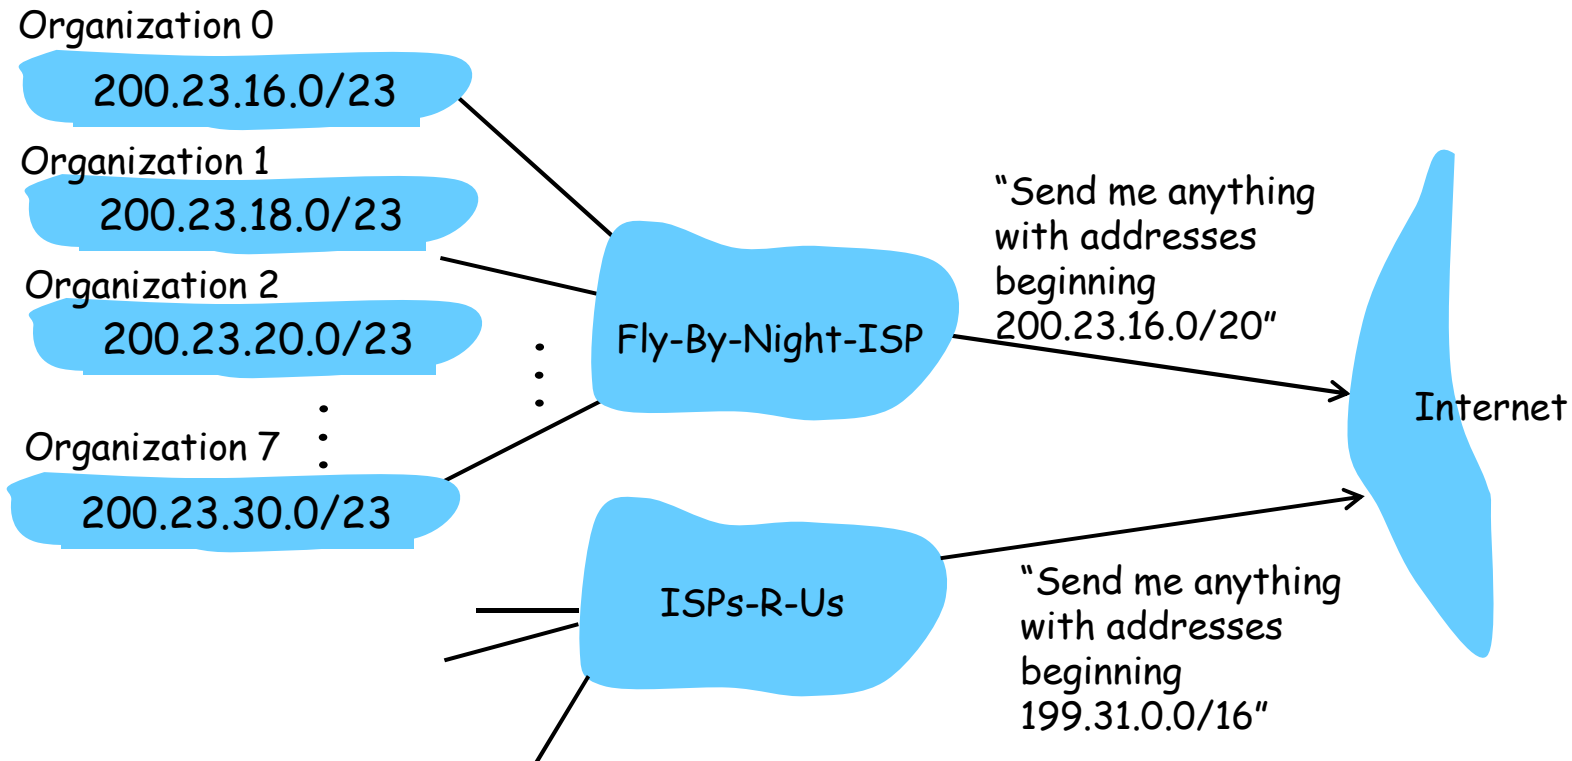 Organization 0
200.23.16.0/23
Organization 1
200.23.18.0/23
Organization 2
200.23.20.0/23
Organization 7
200.23.30.0/23
Fly-By-Night-ISP
“Send me anything
with addresses
beginning
200.23.16.0/20”
Internet
ISPs-R-Us
“Send me anything
with addresses
beginning
199.31.0.0/16”